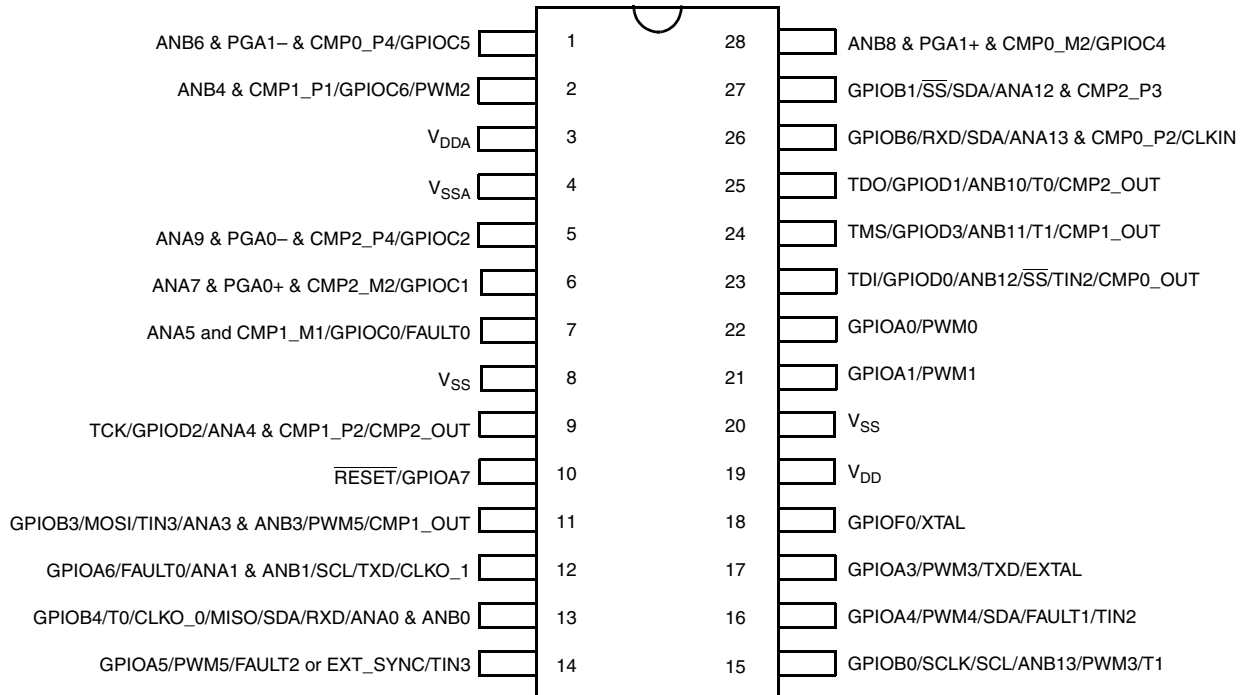 ANB6 & PGA1– & CMP0_P4/GPIOC5 1 28 ANB8 & PGA1+ & CMP0_M2/GPIOC4
ANB4 & CMP1_P1/GPIOC6/PWM2 2 27 GPIOB1/SS/SDA/ANA12 & CMP2_P3
VDDA 3 26 GPIOB6/RXD/SDA/ANA13 & CMP0_P2/CLKIN
VSSA 4 25 TDO/GPIOD1/ANB10/T0/CMP2_OUT
ANA9 & PGA0– & CMP2_P4/GPIOC2 5 24 TMS/GPIOD3/ANB11/T1/CMP1_OUT
ANA7 & PGA0+ & CMP2_M2/GPIOC1 6 23 TDI/GPIOD0/ANB12/SS/TIN2/CMP0_OUT
ANA5 and CMP1_M1/GPIOC0/FAULT0 7 22 GPIOA0/PWM0
VSS 8 21 GPIOA1/PWM1
TCK/GPIOD2/ANA4 & CMP1_P2/CMP2_OUT 9 20 VSS
RESET/GPIOA7 10 19 VDD
GPIOB3/MOSI/TIN3/ANA3 & ANB3/PWM5/CMP1_OUT 11 18 GPIOF0/XTAL
GPIOA6/FAULT0/ANA1 & ANB1/SCL/TXD/CLKO_1 12 17 GPIOA3/PWM3/TXD/EXTAL
GPIOB4/T0/CLKO_0/MISO/SDA/RXD/ANA0 & ANB0 13 16 GPIOA4/PWM4/SDA/FAULT1/TIN2
GPIOA5/PWM5/FAULT2 or EXT_SYNC/TIN3 14 15 GPIOB0/SCLK/SCL/ANB13/PWM3/T1